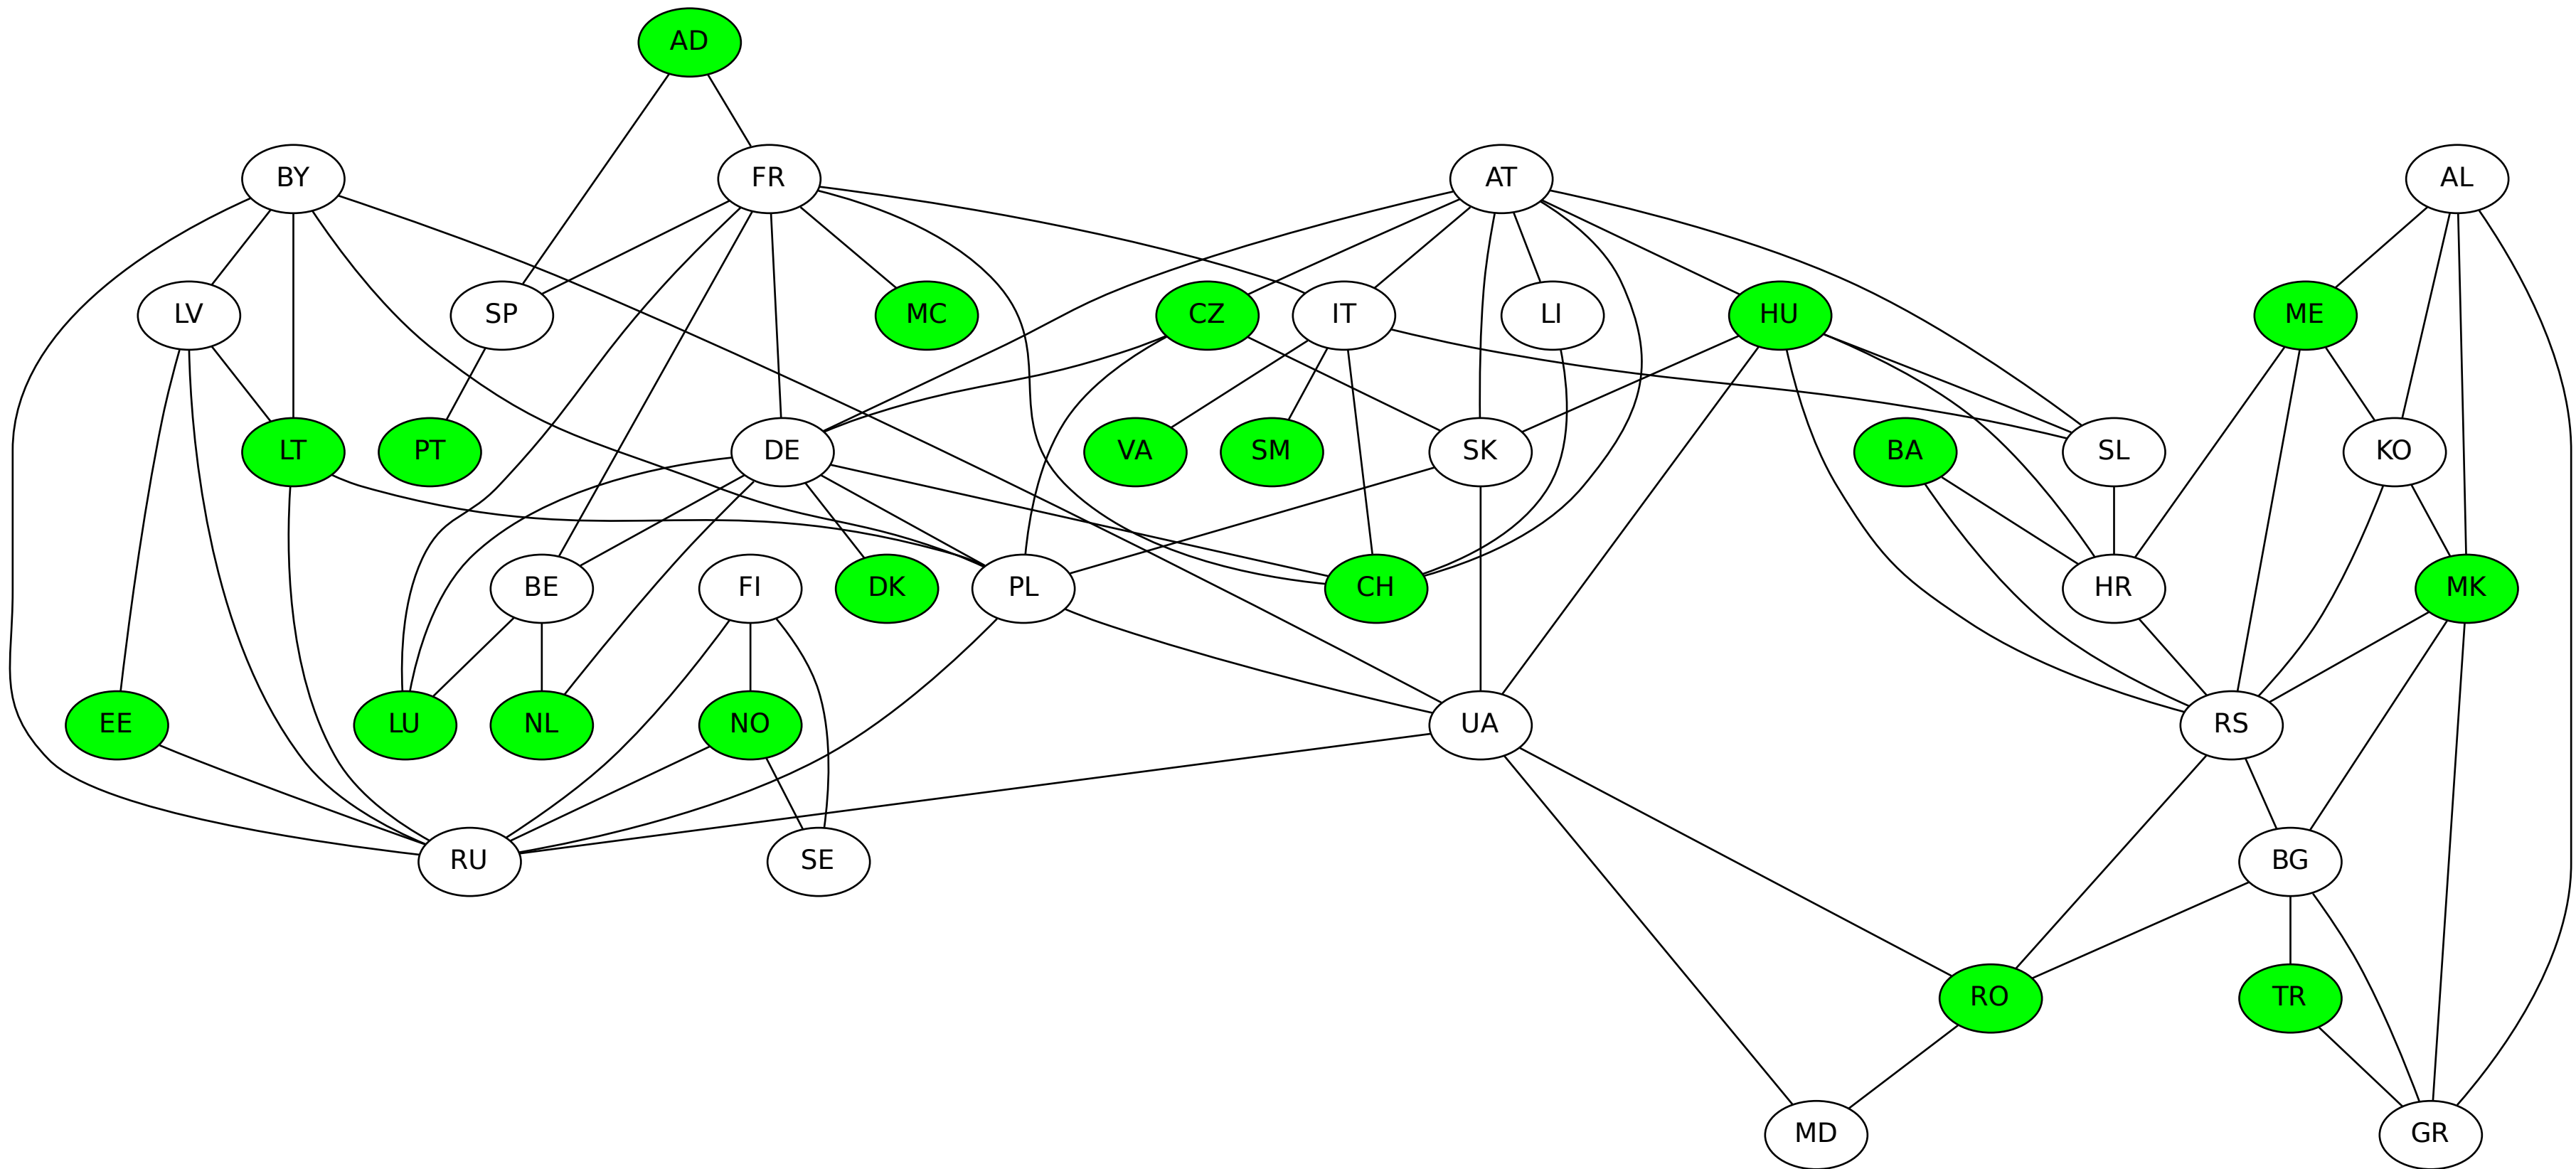 AD
BY
FR
AT
AL
LV
SP
MC
CZ
IT
LI
HU
ME
LT
PT
DE
VA
SM
SK
BA
SL
KO
BE
FI
DK
PL
CH
HR
MK
EE
LU
NL
NO
UA
RS
RU
SE
BG
RO
TR
MD
GR